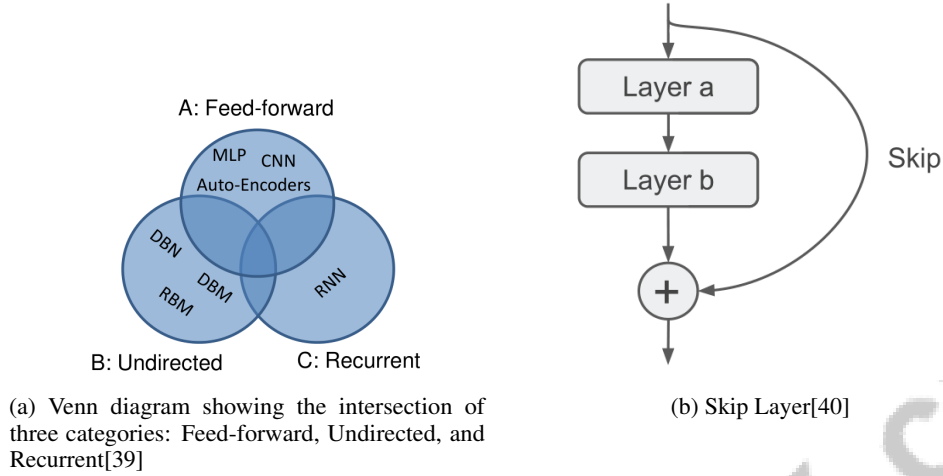 A: Feed-forward
MLP CNN
Auto-Encoders
DBN
DBM
RBM
RNN
B: Undirected
C: Recurrent
(a) Venn diagram showing the intersection of
three categories: Feed-forward, Undirected, and
Recurrent[39]
Layer a
Layer b
Skip
+
(b) Skip Layer[40]